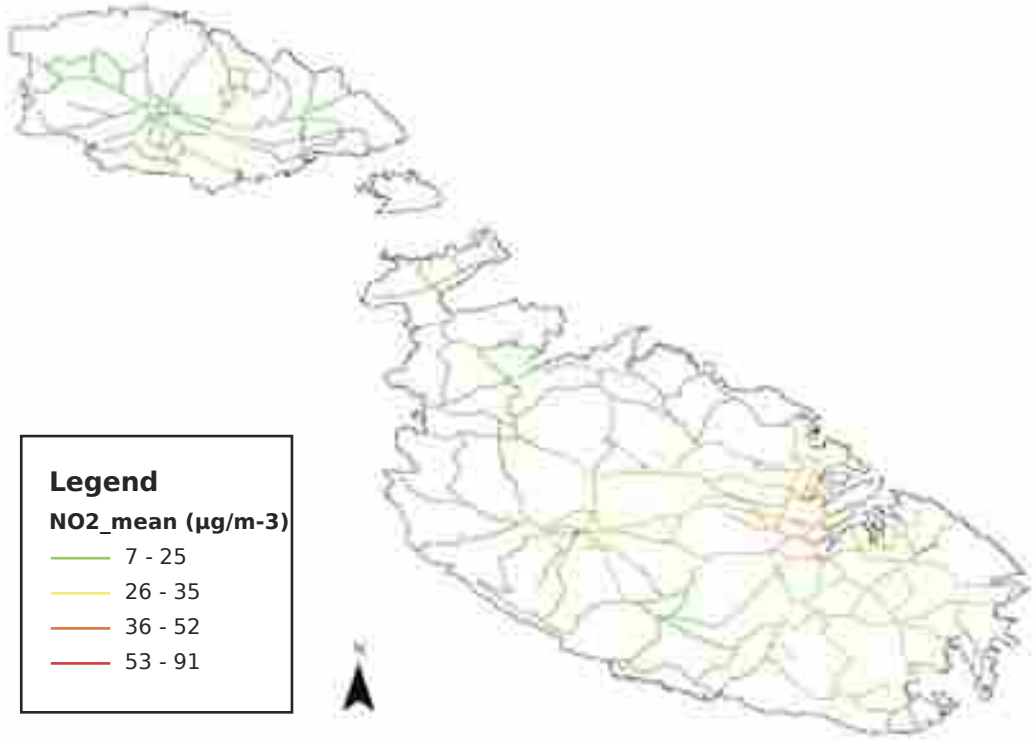 N
Legend
NO2_mean (µg/m-3)
7 - 25
26 - 35
36 - 52
53 - 91